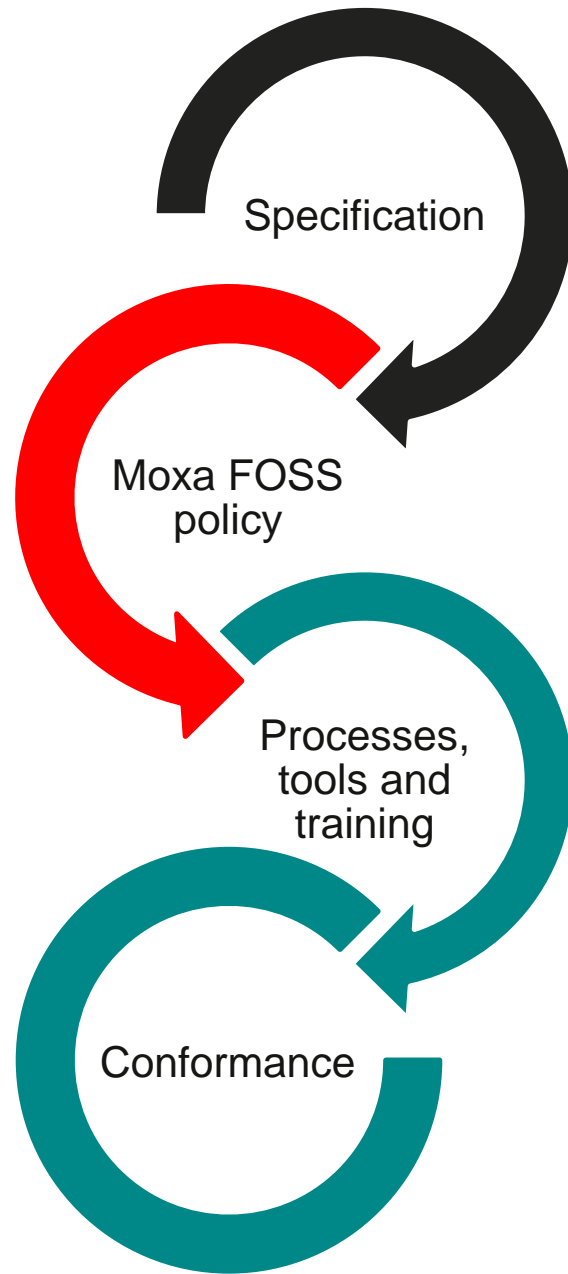 Specification
Moxa FOSS
policy
Processes,
tools and
training
Conformance